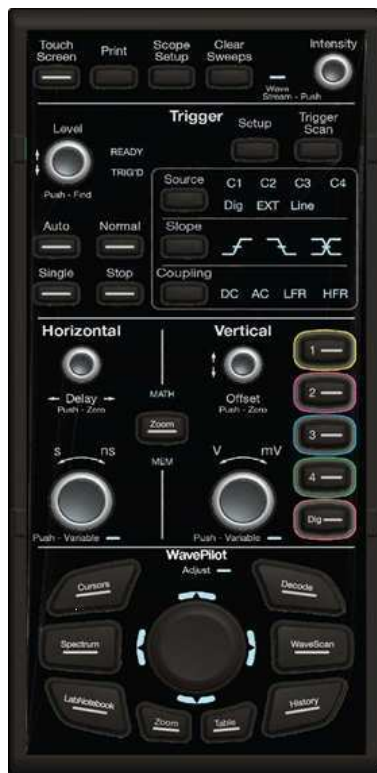 Touch Screen
Print
Scope Setup
Clear Sweeps
Intensity
Wave Stream - Push
Trigger
Level
READY
TRIG'D
Push - Find
Setup
Trigger Scan
Source
C1 C2 C3 C4
Dig EXT Line
Auto
Normal
Slope
Single
Stop
Coupling
DC AC LFR HFR
Horizontal
Vertical
1
Delay
Push - Zero
MATH
Offset
Push - Zero
2
Zoom
3
s ns
MEM
V mV
4
Dig
Push - Variable
Push - Variable
WavePilot
Adjust
Cursors
Decode
Spectrum
WaveScan
LabNotebook
History
Zoom
Table